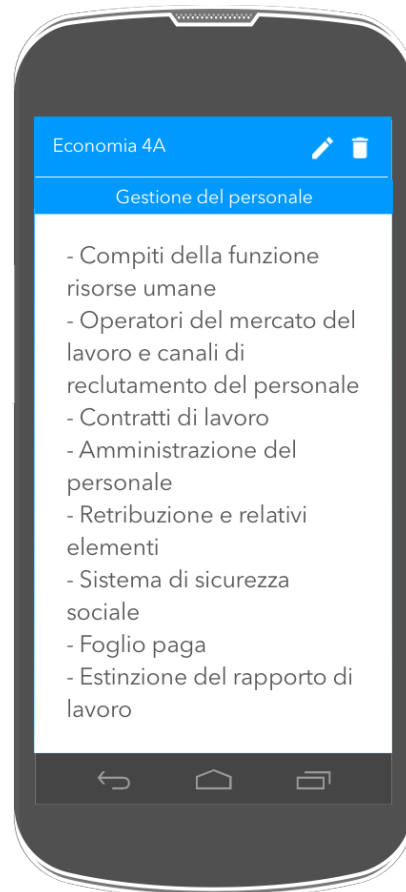 Economia 4A
Gestione del personale
- Compiti della funzione
risorse umane
- Operatori del mercato del
lavoro e canali di
reclutamento del personale
- Contratti di lavoro
- Amministrazione del
personale
- Retribuzione e relativi
elementi
- Sistema di sicurezza
sociale
- Foglio paga
- Estinzione del rapporto di
lavoro